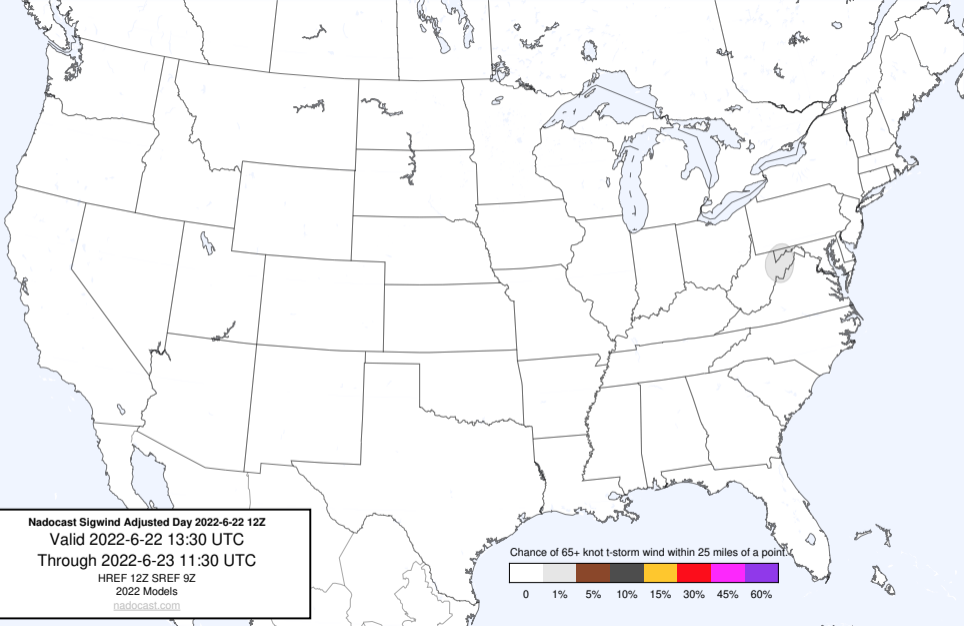 Nadocast Sigwind Adjusted Day 2022-6-22 12Z
Valid 2022-6-22 13:30 UTC
Through 2022-6-23 11:30 UTC
HREF 12Z SREF 9Z
2022 Models
nadocast.com
Chance of 65+ knot t-storm wind within 25 miles of a point.
0 1% 5% 10% 15% 30% 45% 60%